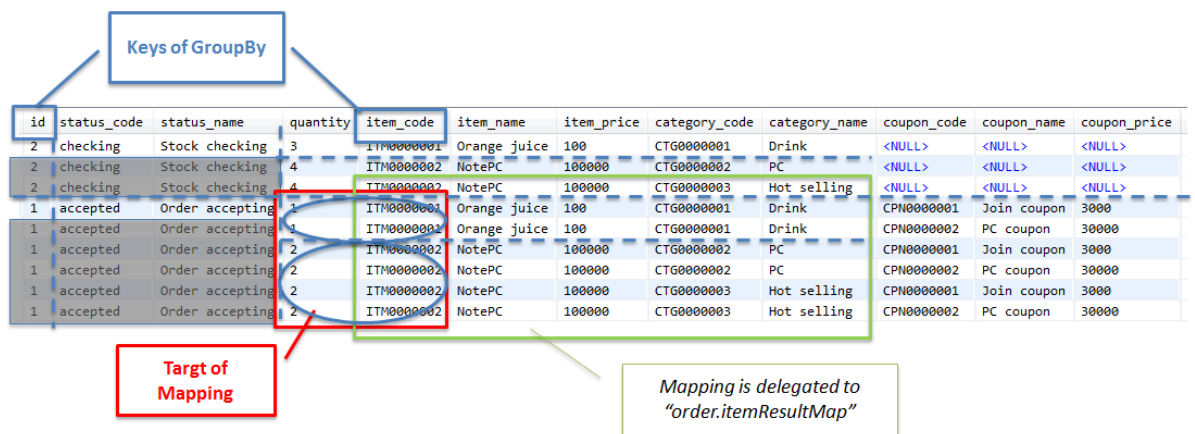 Keys of GroupBy
id status_code status_name quantity item_code item_name item_price category_code category_name coupon_code coupon_name coupon_price
2 checking Stock checking 3 ITM0000001 Orange juice 100 CTG0000001 Drink <NULL> <NULL> <NULL>
2 checking Stock checking 4 ITM0000002 NotePC 100000 CTG0000002 PC <NULL> <NULL> <NULL>
2 checking Stock checking 4 ITM0000002 NotePC 100000 CTG0000003 Hot selling <NULL> <NULL> <NULL>
1 accepted Order accepting 1 ITM0000001 Orange juice 100 CTG0000001 Drink CPN0000001 Join coupon 3000
1 accepted Order accepting 1 ITM0000001 Orange juice 100 CTG0000001 Drink CPN0000002 PC coupon 30000
1 accepted Order accepting 2 ITM0000002 NotePC 100000 CTG0000002 PC CPN0000001 Join coupon 3000
1 accepted Order accepting 2 ITM0000002 NotePC 100000 CTG0000002 PC CPN0000002 PC coupon 30000
1 accepted Order accepting 2 ITM0000002 NotePC 100000 CTG0000003 Hot selling CPN0000001 Join coupon 3000
1 accepted Order accepting 2 ITM0000002 NotePC 100000 CTG0000003 Hot selling CPN0000002 PC coupon 30000
Targt of
Mapping
Mapping is delegated to
“order.itemResultMap”